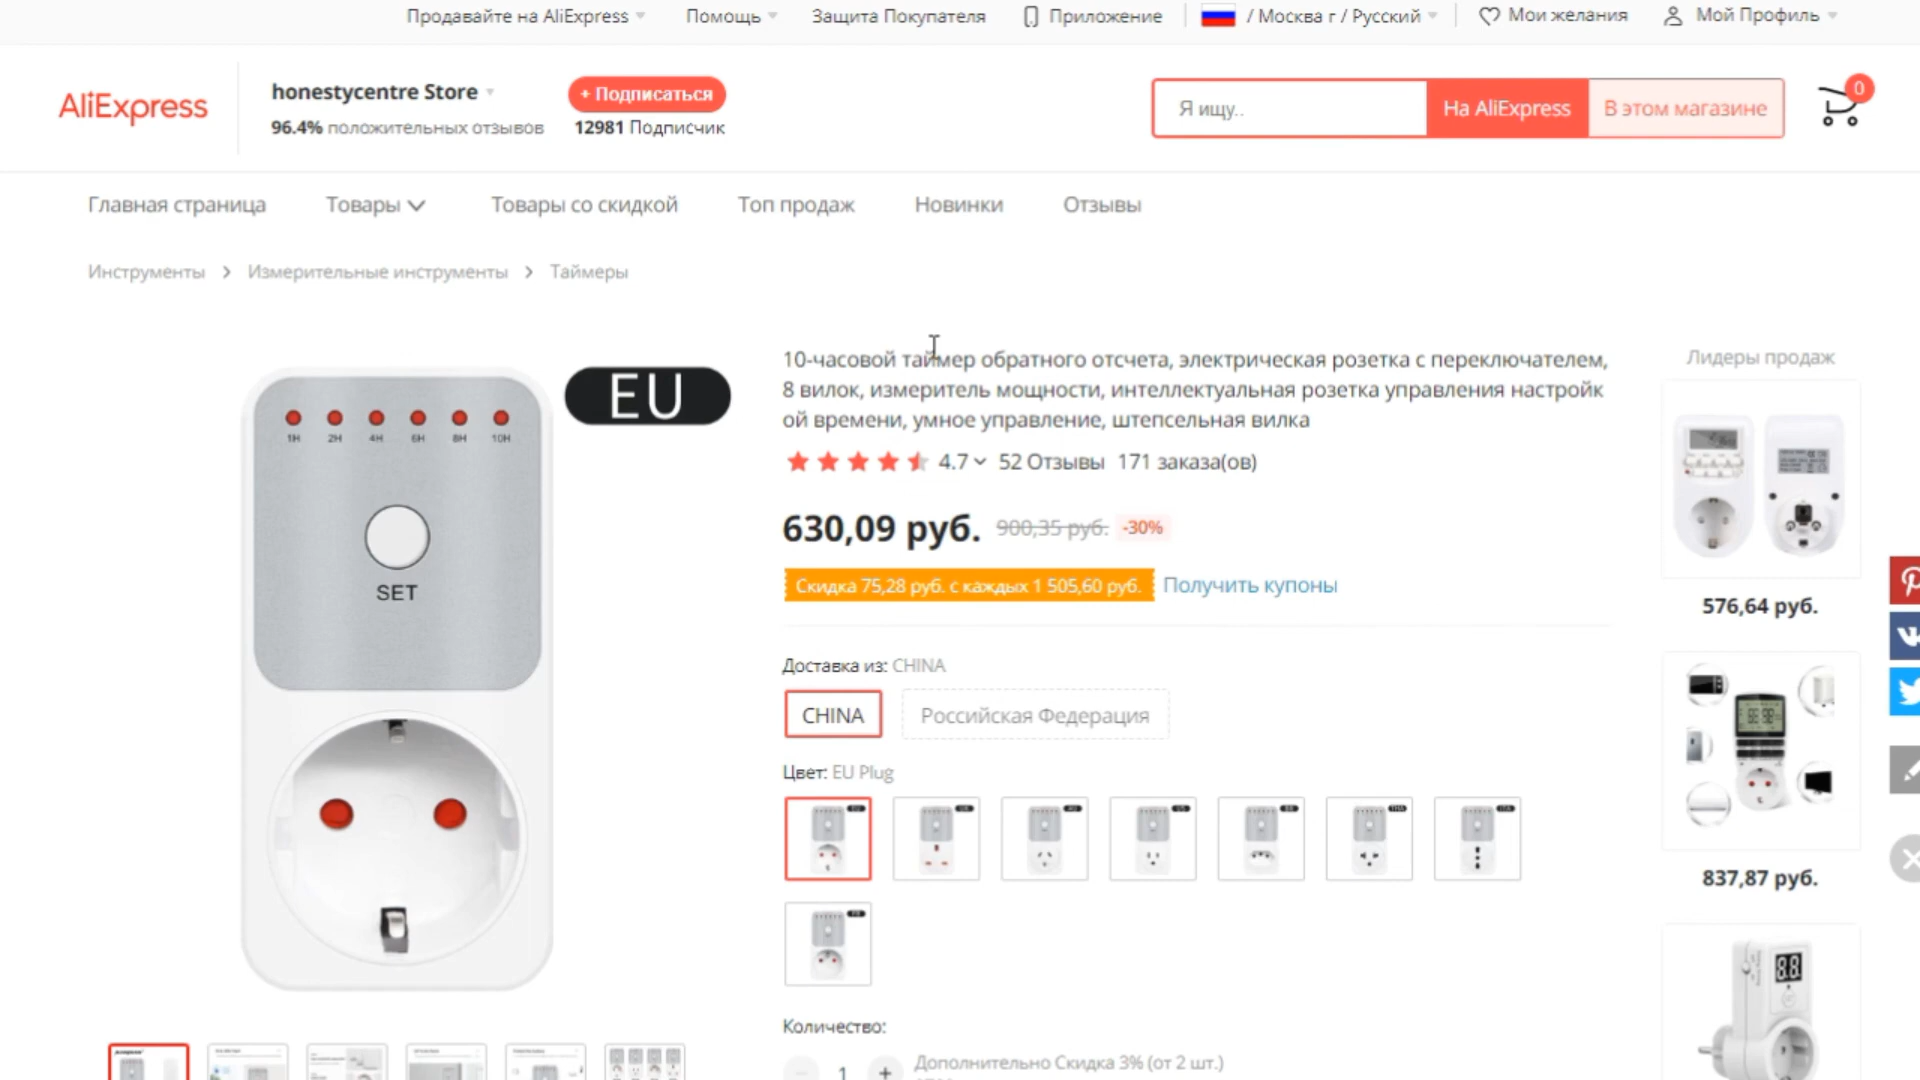 Продавайте на AliExpress
Помощь
Защита Покупателя
Приложение
/ Москва г / Русский
Мои желания
Мой Профиль
AliExpress
honestycentre Store
96.4% положительных отзывов
+ Подписаться
12981 Подписчик
Я ищу..
На AliExpress
В этом магазине
0
Главная страница
Товары
Товары со скидкой
Топ продаж
Новинки
Отзывы
Инструменты > Измерительные инструменты > Таймеры
EU
1H 2H 4H 6H 8H 10H
SET
10-часовой таймер обратного отсчета, электрическая розетка с переключателем,
8 вилок, измеритель мощности, интеллектуальная розетка управления настройк
ой времени, умное управление, штепсельная вилка
4.7
52 Отзывы
171 заказа(ов)
630,09 руб.
900,35 руб.
-30%
Скидка 75,28 руб. с каждых 1 505,60 руб.
Получить купоны
Доставка из: CHINA
CHINA
Российская Федерация
Цвет: EU Plug
Количество:
1 +
Дополнительно Скидка 3% (от 2 шт.)
Лидеры продаж
576,64 руб.
837,87 руб.